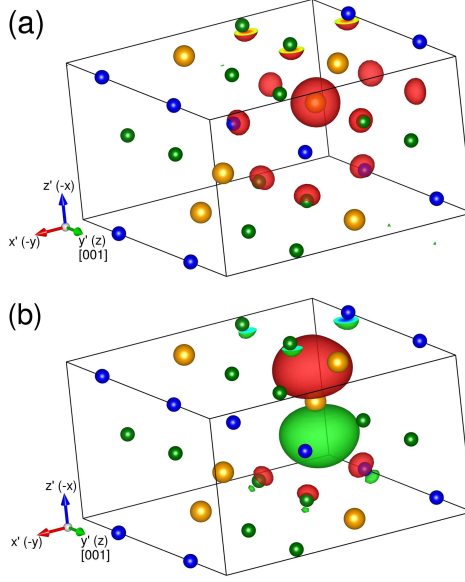 (a)
z' (-x)
x' (-y)
y' (z)
[001]
(b)
z' (-x)
x' (-y)
y' (z)
[001]